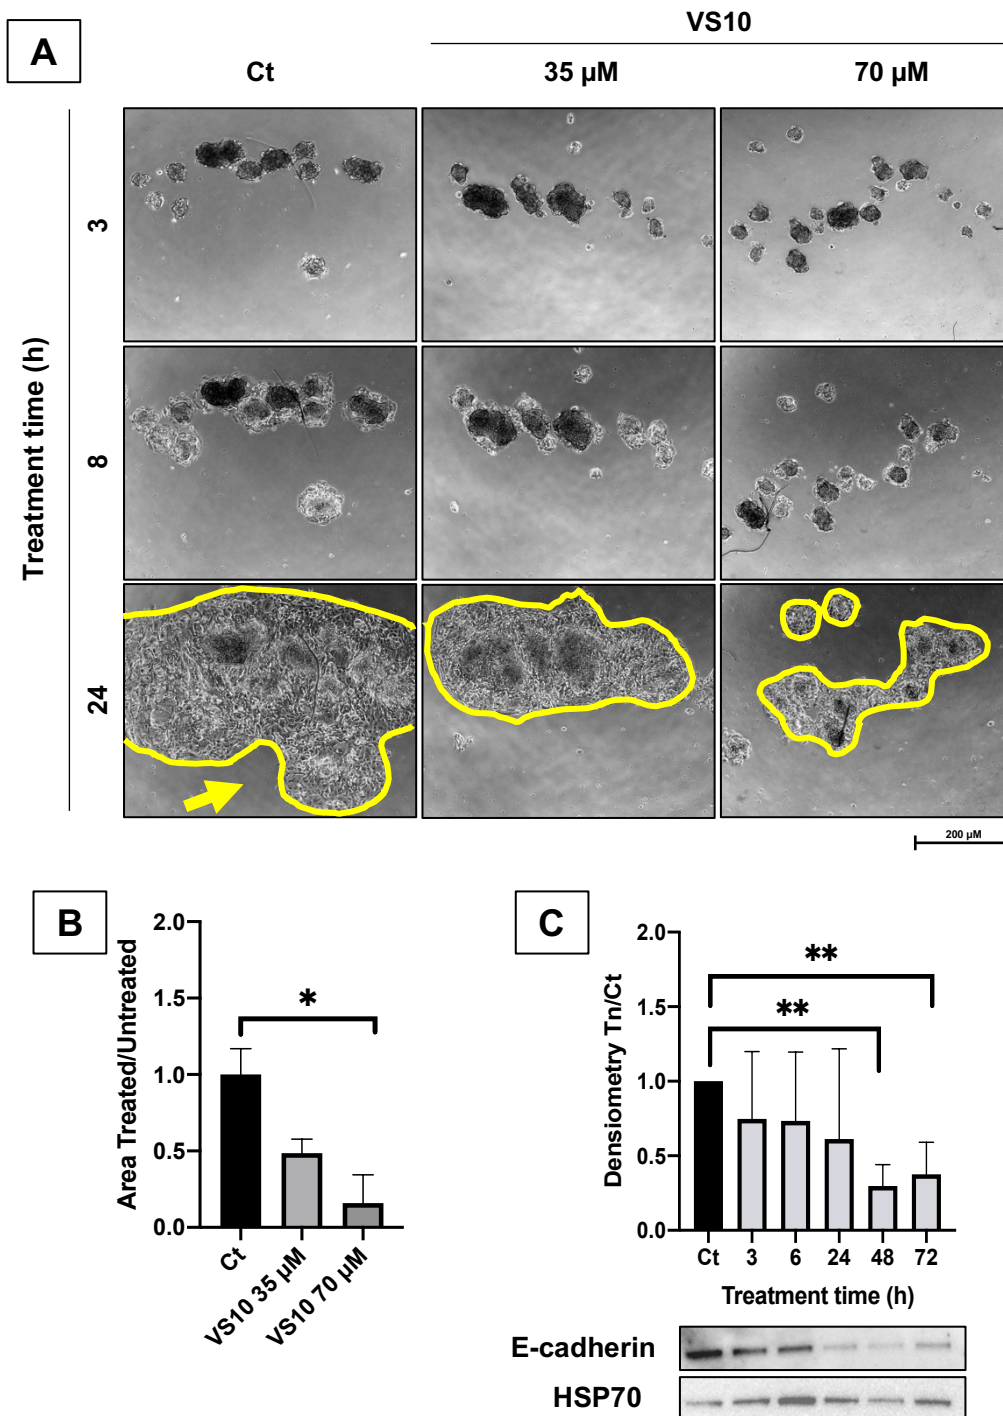 A
VS10
Ct
35 µM
70 µM
Treatment time (h)
3
8
24
200 µM
B
Area Treated/Untreated
2.0
1.5
1.0
0.5
0.0
*
Ct
VS10 35 µM
VS10 70 µM
C
Densiometry Tn/Ct
2.0
1.5
1.0
0.5
0.0
**
**
Ct 3 6 24 48 72
Treatment time (h)
E-cadherin
HSP70